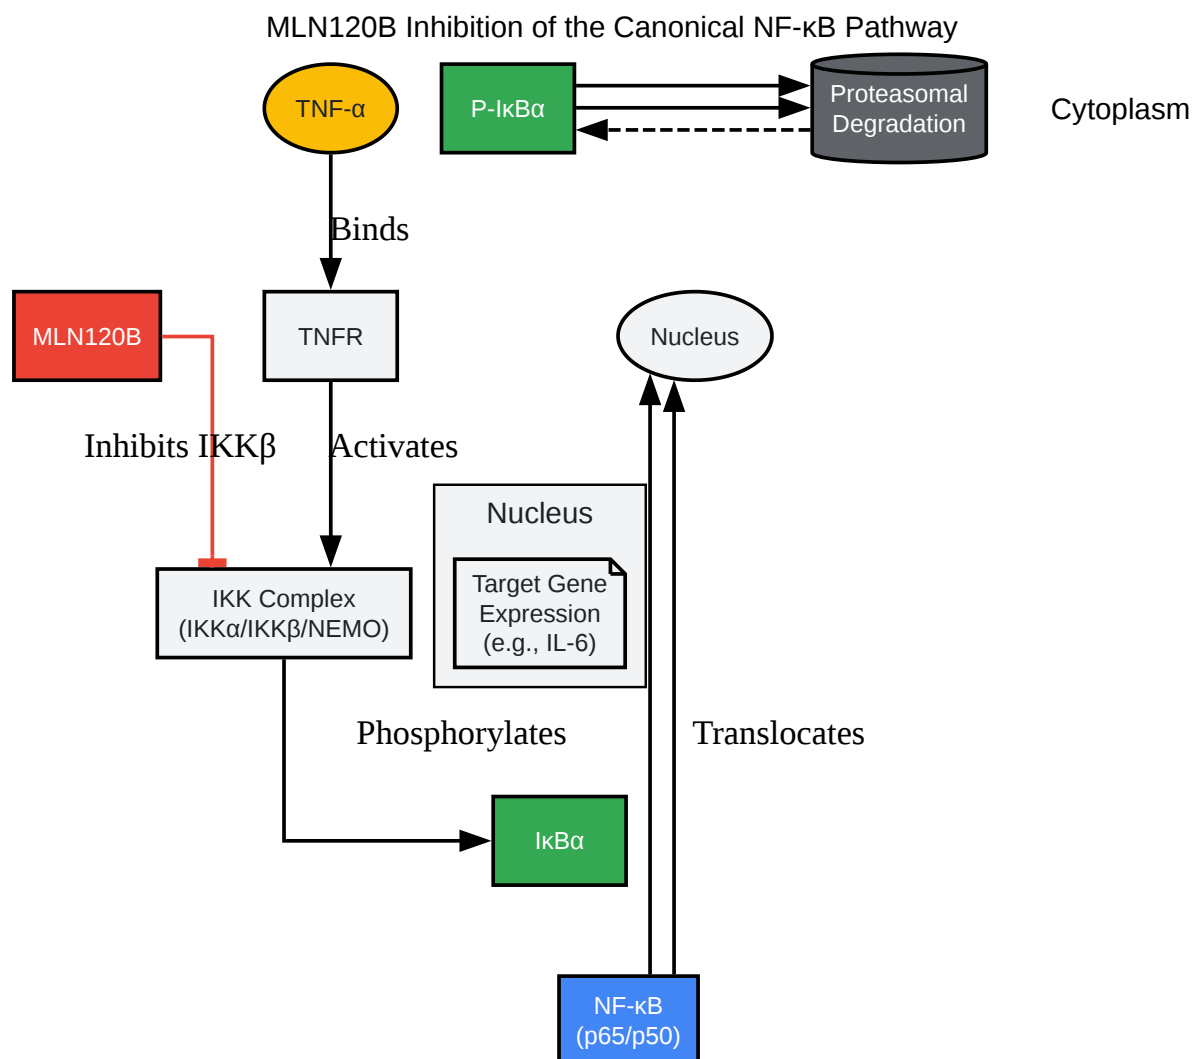 MLN120B Inhibition of the Canonical NF-κB Pathway
TNF-α
P-IκBα
Proteasomal
Degradation
Cytoplasm
Binds
MLN120B
TNFR
Nucleus
Inhibits IKKβ
Activates
Nucleus
Target Gene
Expression
(e.g., IL-6)
IKK Complex
(IKKα/IKKβ/NEMO)
Phosphorylates
Translocates
IκBα
NF-κB
(p65/p50)